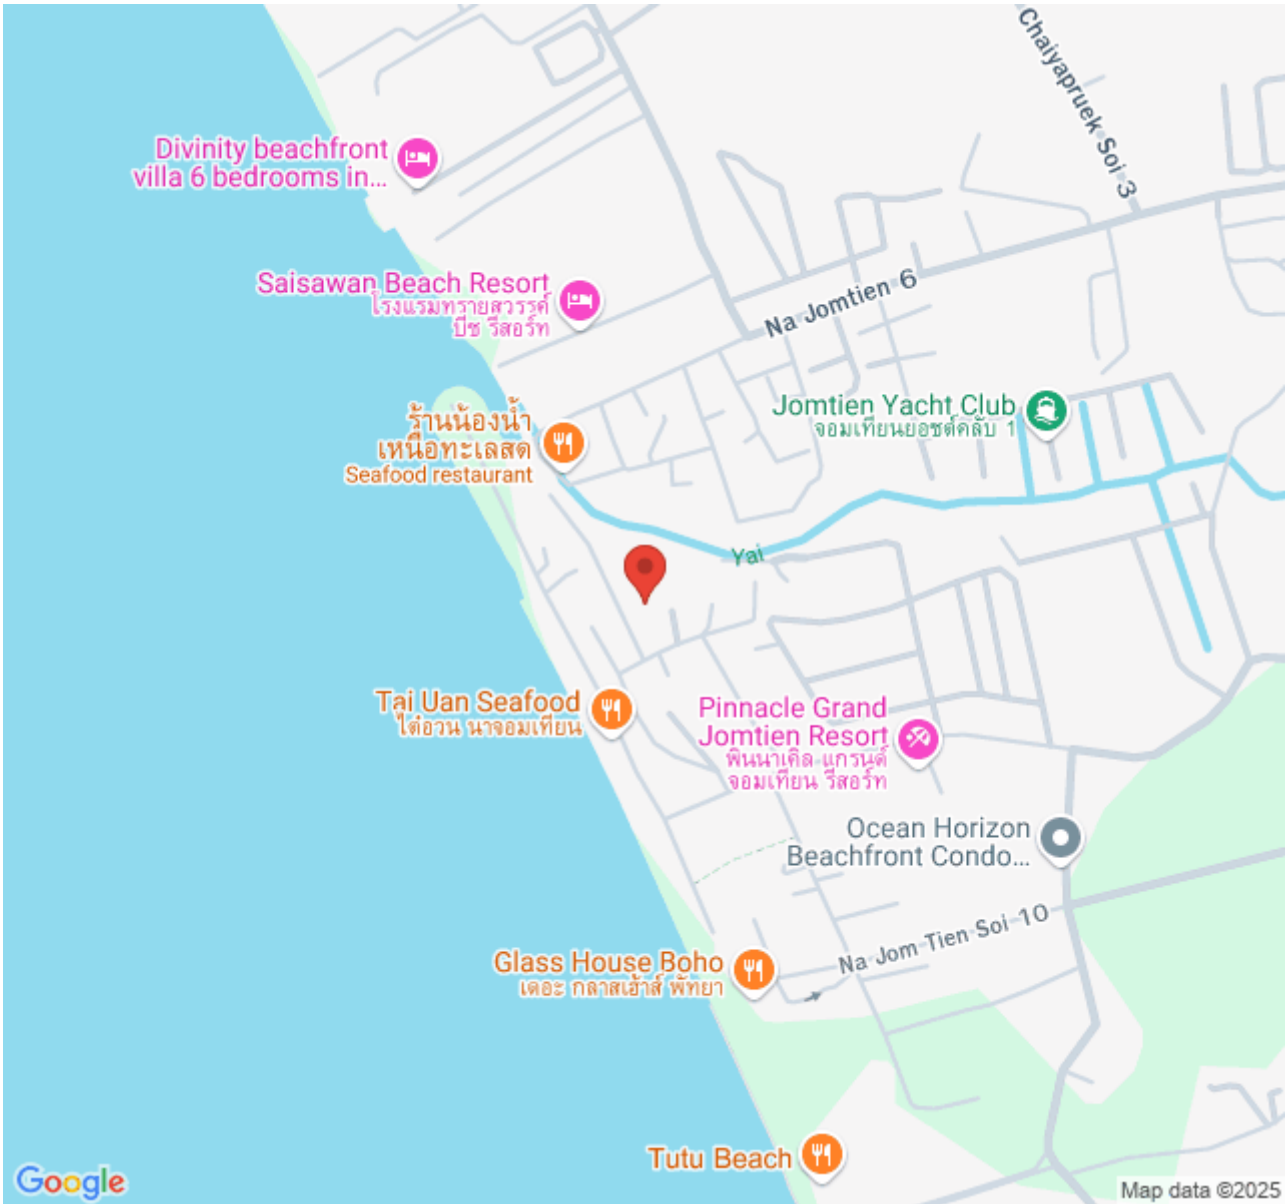 Chaiyapruek Soi 3
Divinity beachfront
villa 6 bedrooms in...
Saisawan Beach Resort
โรงแรมทรายสวรรค์
บีช รีสอร์ท
Na Jomtien 6
ร้านน้องน้ำ
เหนือทะเลสด
Seafood restaurant
Jomtien Yacht Club
จอมเทียนยอชต์คลับ 1
Yai
Tai Uan Seafood
ไต๋อวน นาจอมเทียน
Pinnacle Grand
Jomtien Resort
พินนาเคิล แกรนด์
จอมเทียน รีสอร์ท
Ocean Horizon
Beachfront Condo...
Na Jom Tien Soi 10
Glass House Boho
เดอะ กลาสเฮ้าส์ พัทยา
Tutu Beach
Google
Map data ©2025